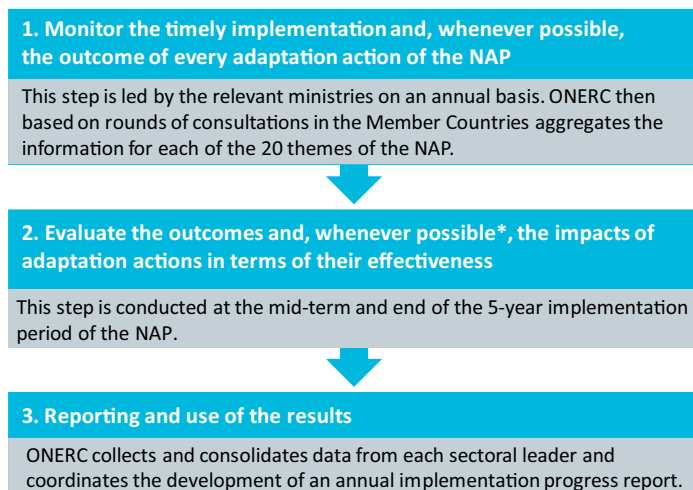 1. Monitor the timely implementation and, whenever possible,
the outcome of every adaptation action of the NAP
This step is led by the relevant ministries on an annual basis. ONERC then
based on rounds of consultations in the Member Countries aggregates the
information for each of the 20 themes of the NAP.
2. Evaluate the outcomes and, whenever possible*, the impacts of
adaptation actions in terms of their effectiveness
This step is conducted at the mid-term and end of the 5-year implementation
period of the NAP.
3. Reporting and use of the results
ONERC collects and consolidates data from each sectoral leader and
coordinates the development of an annual implementation progress report.